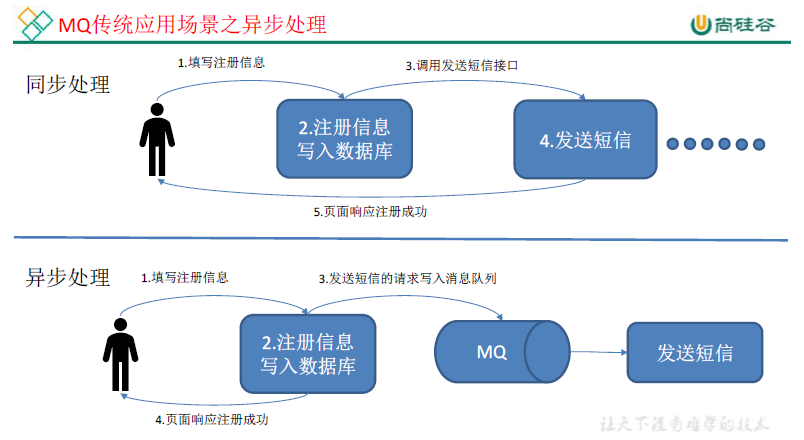 MQ传统应用场景之异步处理
尚硅谷
同步处理
1.填写注册信息
3.调用发送短信接口
2.注册信息
写入数据库
4.发送短信
5.页面响应注册成功
异步处理
1.填写注册信息
3.发送短信的请求写入消息队列
2.注册信息
写入数据库
MQ
发送短信
4.页面响应注册成功
让天下没有难学的技术